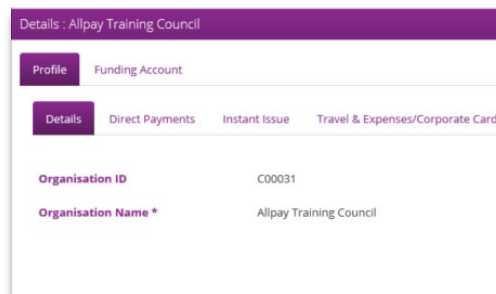 Details : Allpay Training Council
Profile Funding Account
Details Direct Payments Instant Issue Travel & Expenses/Corporate Card
Organisation ID C00031
Organisation Name * Allpay Training Council